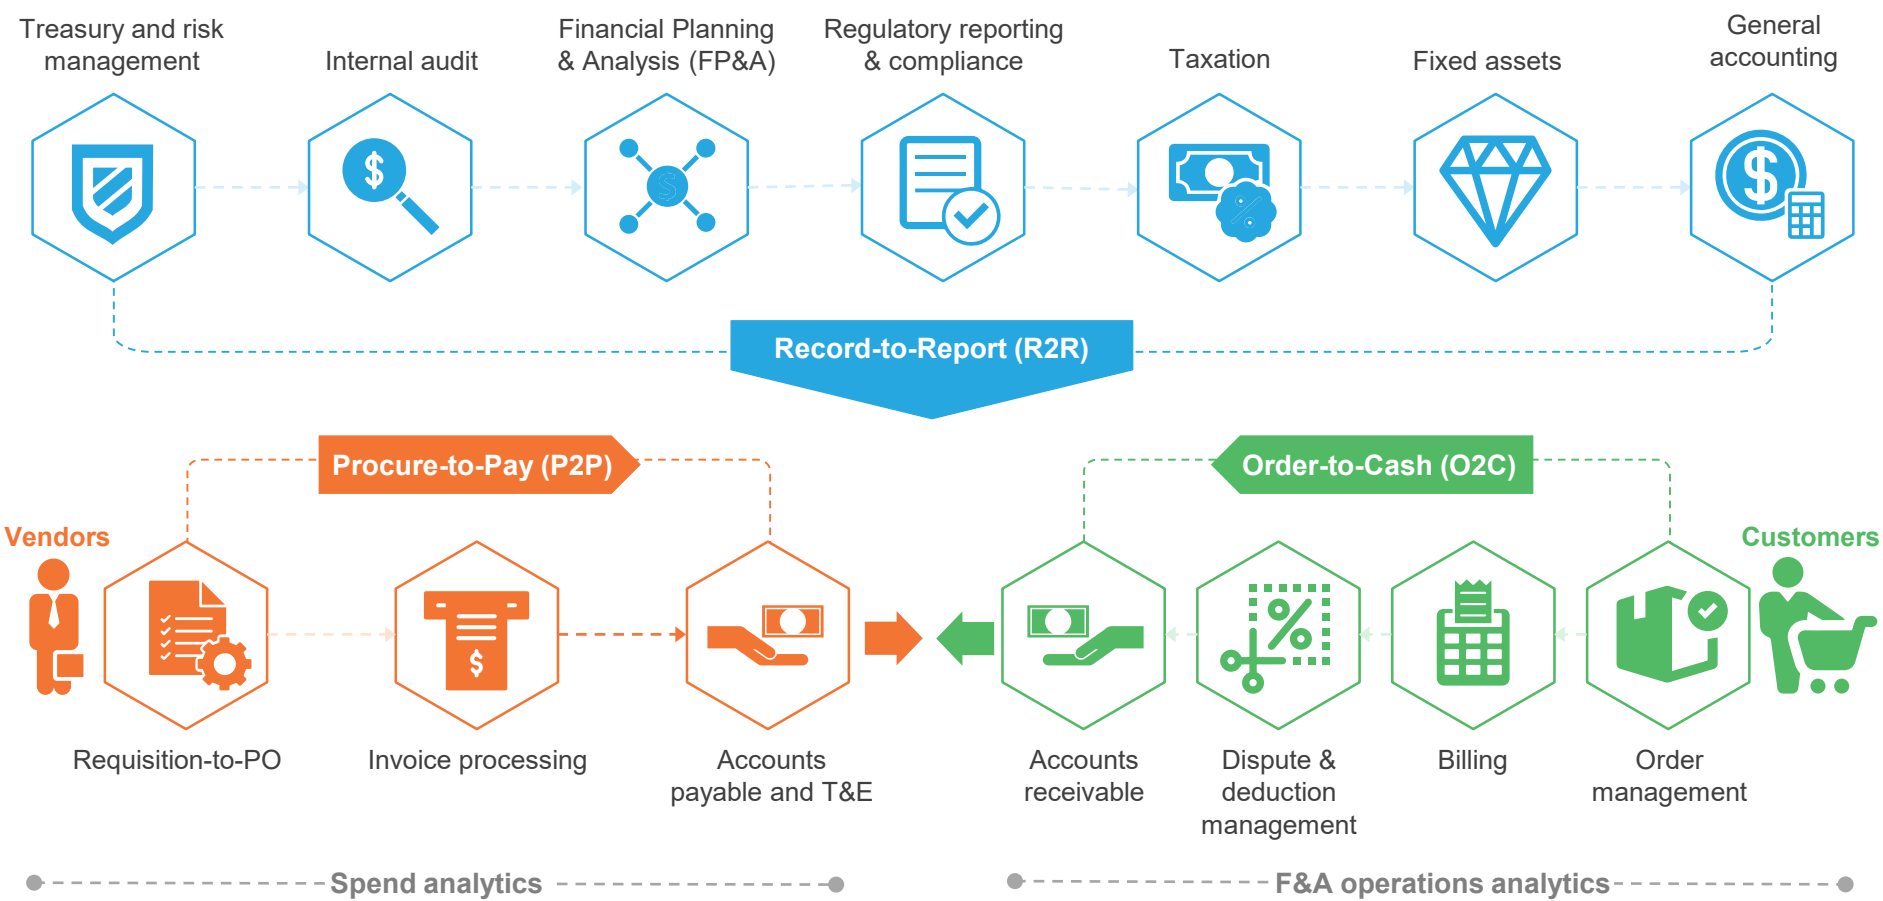 Treasury and risk
management
Internal audit
Financial Planning
& Analysis (FP&A)
Regulatory reporting
& compliance
Taxation
Fixed assets
General
accounting
$
$
$
%
Record-to-Report (R2R)
Procure-to-Pay (P2P)
Order-to-Cash (O2C)
Vendors
Customers
$
%
Requisition-to-PO
Invoice processing
Accounts
payable and T&E
Accounts
receivable
Dispute &
deduction
management
Billing
Order
management
Spend analytics
F&A operations analytics